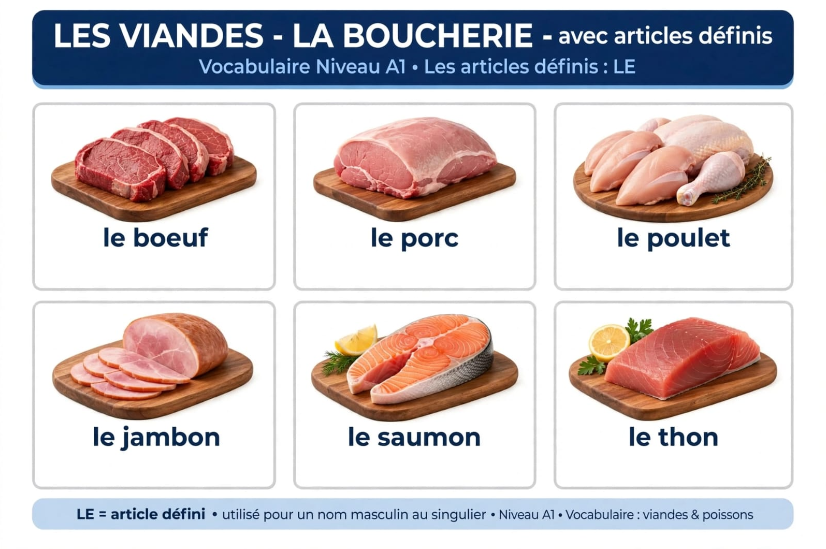 LES VIANDES - LA BOUCHERIE - avec articles définis
Vocabulaire Niveau A1 • Les articles définis : LE
le boeuf
le porc
le poulet
le jambon
le saumon
le thon
LE = article défini • utilisé pour un nom masculin au singulier • Niveau A1 • Vocabulaire : viandes & poissons